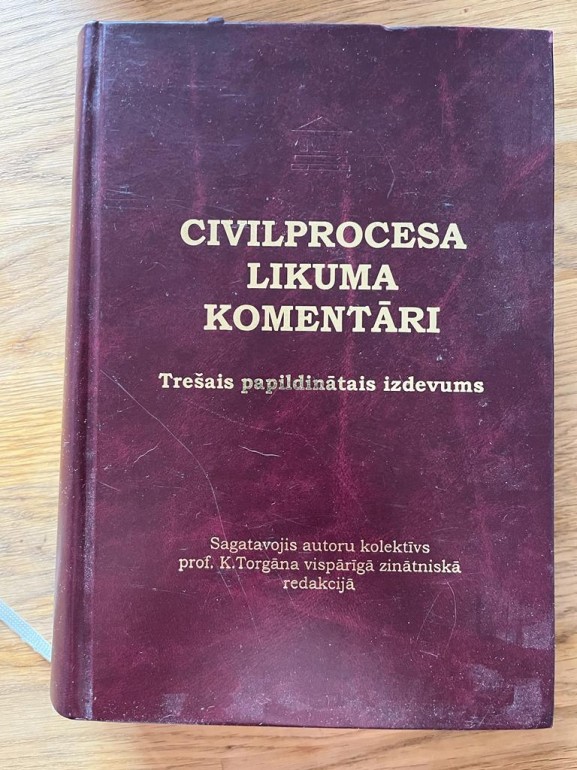 CIVILPROCESA
LIKUMA
KOMENTĀRI
Trešais papildinātais izdevums
Sagatavojis autoru kolektīvs
prof. K.Torgāna vispārīgā zinātniskā
redakcijā